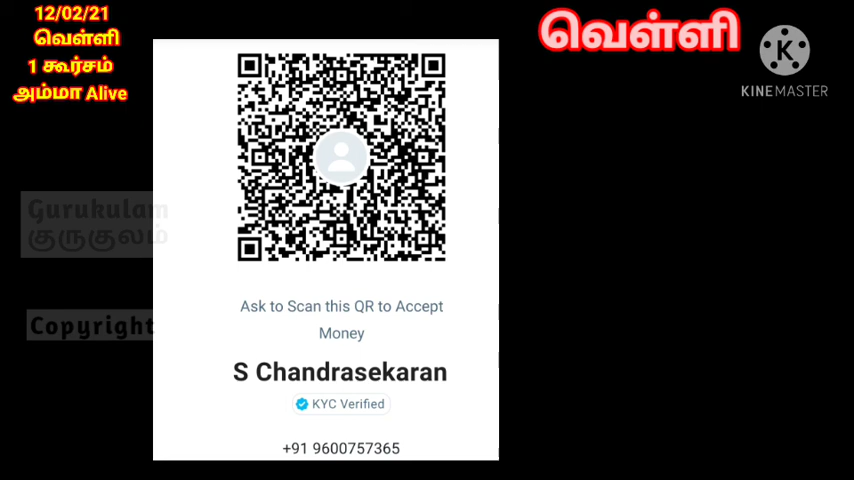 12/02/21
வெள்ளி
1 கூர்சம்
அம்மா Alive
வெள்ளி
K
KINEMASTER
Gurukulam
குருகுலம்
Copyright
Ask to Scan this QR to Accept
Money
S Chandrasekaran
KYC Verified
+91 9600757365